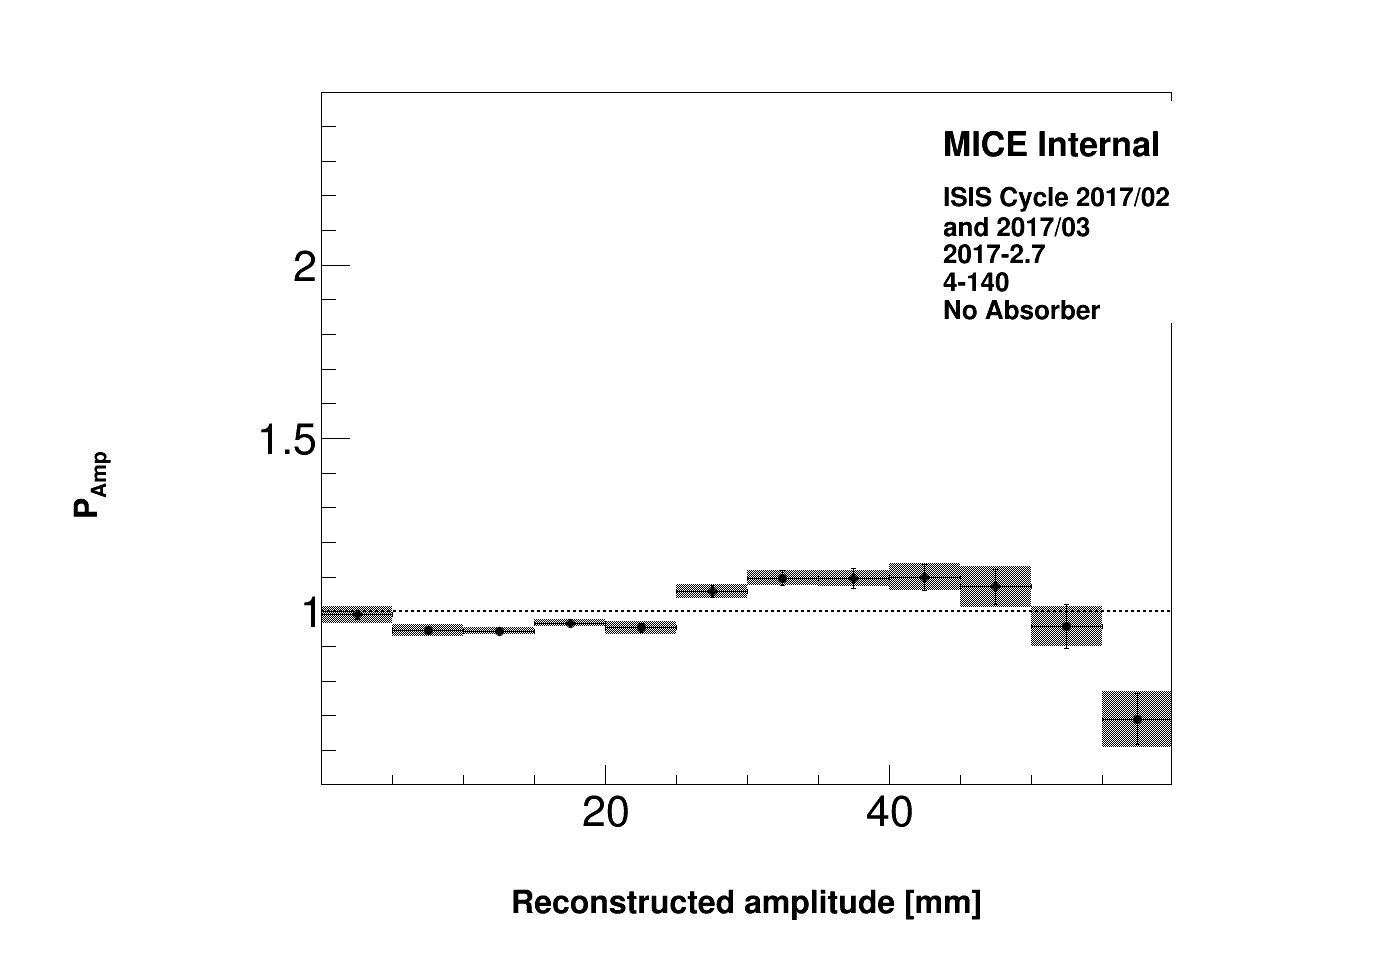 MICE Internal
ISIS Cycle 2017/02
and 2017/03
2017-2.7
4-140
No Absorber
2
1.5
1
P_Amp
20
40
Reconstructed amplitude [mm]